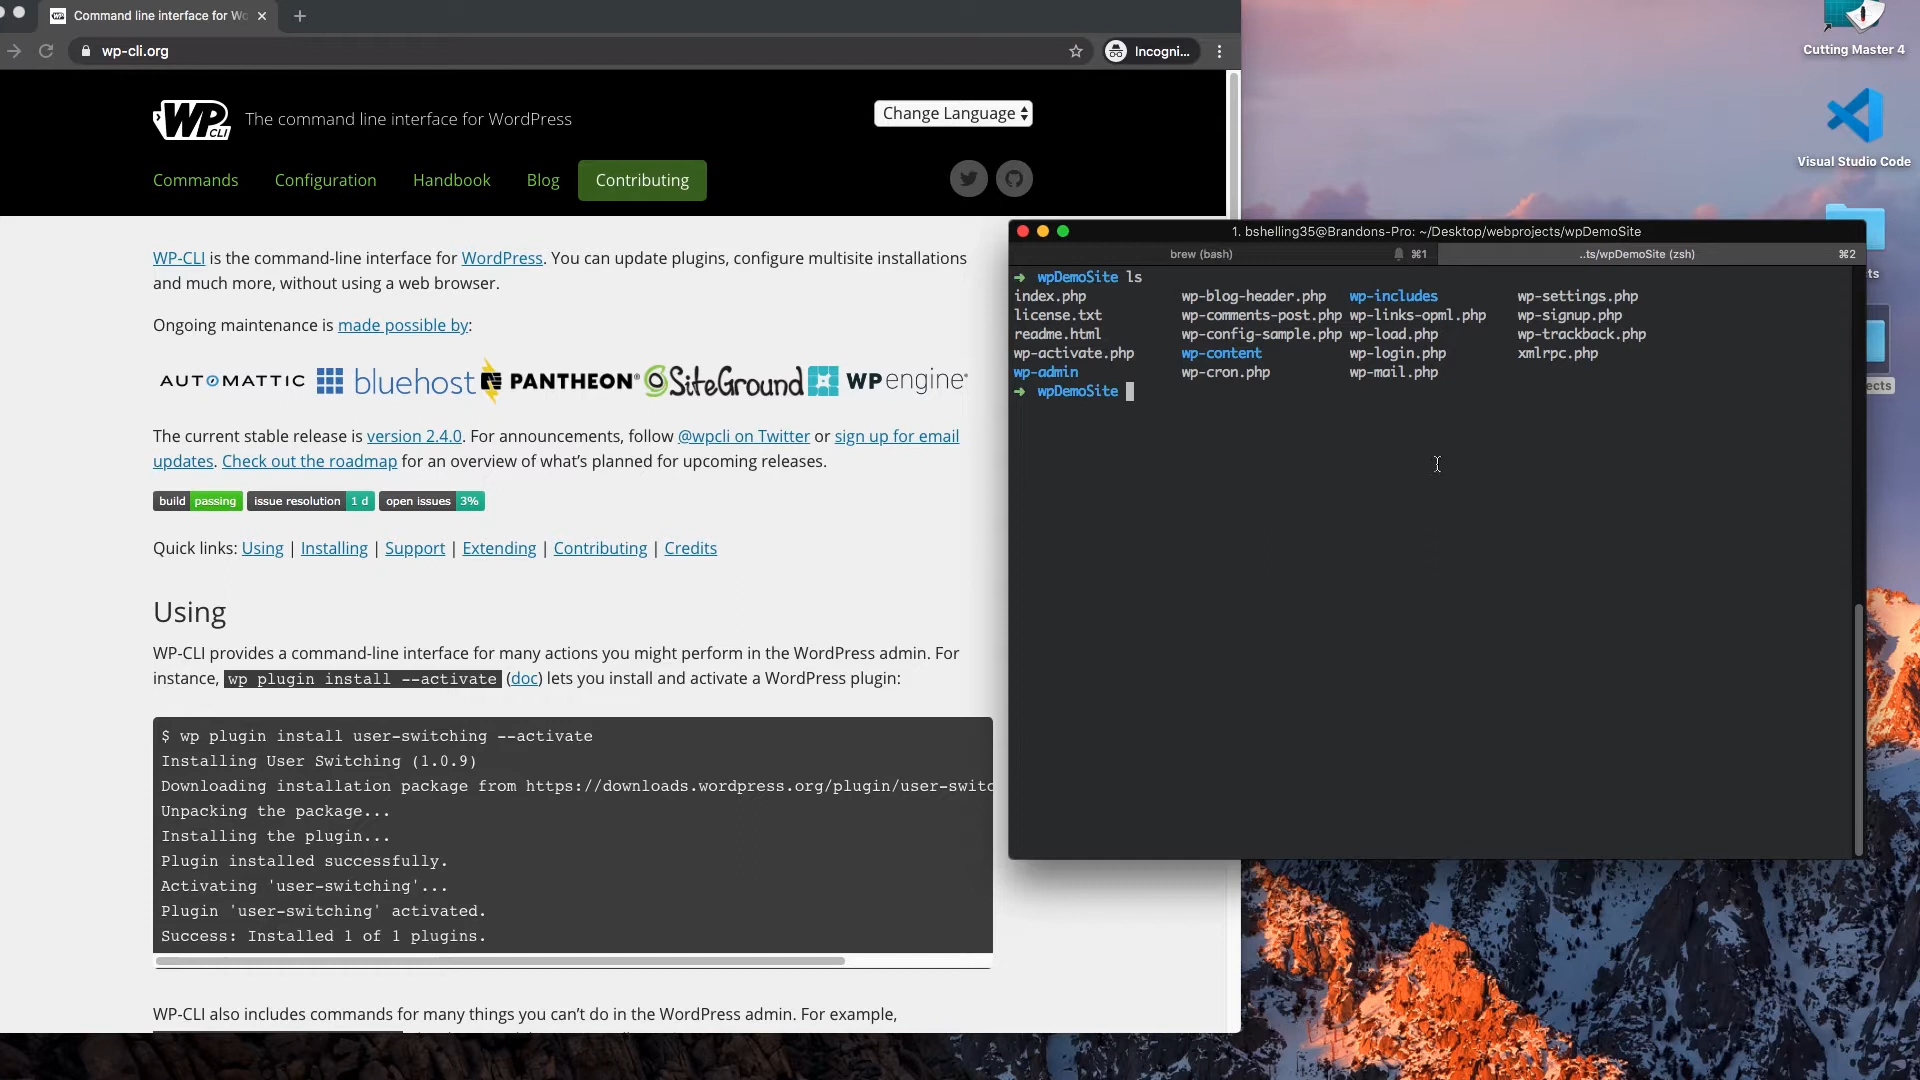 Command line interface for Wo
wp-cli.org
Incogni...
WP CLI
The command line interface for WordPress
Change Language
Commands
Configuration
Handbook
Blog
Contributing
WP-CLI is the command-line interface for WordPress. You can update plugins, configure multisite installations
and much more, without using a web browser.
Ongoing maintenance is made possible by:
AUTOMATTIC
bluehost
PANTHEON®
SiteGround
WP engine®
The current stable release is version 2.4.0. For announcements, follow @wpcli on Twitter or sign up for email
updates. Check out the roadmap for an overview of what's planned for upcoming releases.
build passing issue resolution 1 d open issues 3%
Quick links: Using | Installing | Support | Extending | Contributing | Credits
Using
WP-CLI provides a command-line interface for many actions you might perform in the WordPress admin. For
instance, wp plugin install --activate (doc) lets you install and activate a WordPress plugin:
$ wp plugin install user-switching --activate
Installing User Switching (1.0.9)
Downloading installation package from https://downloads.wordpress.org/plugin/user-switc
Unpacking the package...
Installing the plugin...
Plugin installed successfully.
Activating 'user-switching'...
Plugin 'user-switching' activated.
Success: Installed 1 of 1 plugins.
WP-CLI also includes commands for many things you can't do in the WordPress admin. For example,
1. bshelling35@Brandons-Pro: ~/Desktop/webprojects/wpDemoSite
brew (bash) ⌘1
..ts/wpDemoSite (zsh) ⌘2
➜ wpDemoSite ls
index.php wp-blog-header.php wp-includes wp-settings.php
license.txt wp-comments-post.php wp-links-opml.php wp-signup.php
readme.html wp-config-sample.php wp-load.php wp-trackback.php
wp-activate.php wp-content wp-login.php xmlrpc.php
wp-admin wp-cron.php wp-mail.php
➜ wpDemoSite
Cutting Master 4
Visual Studio Code
ts
ects